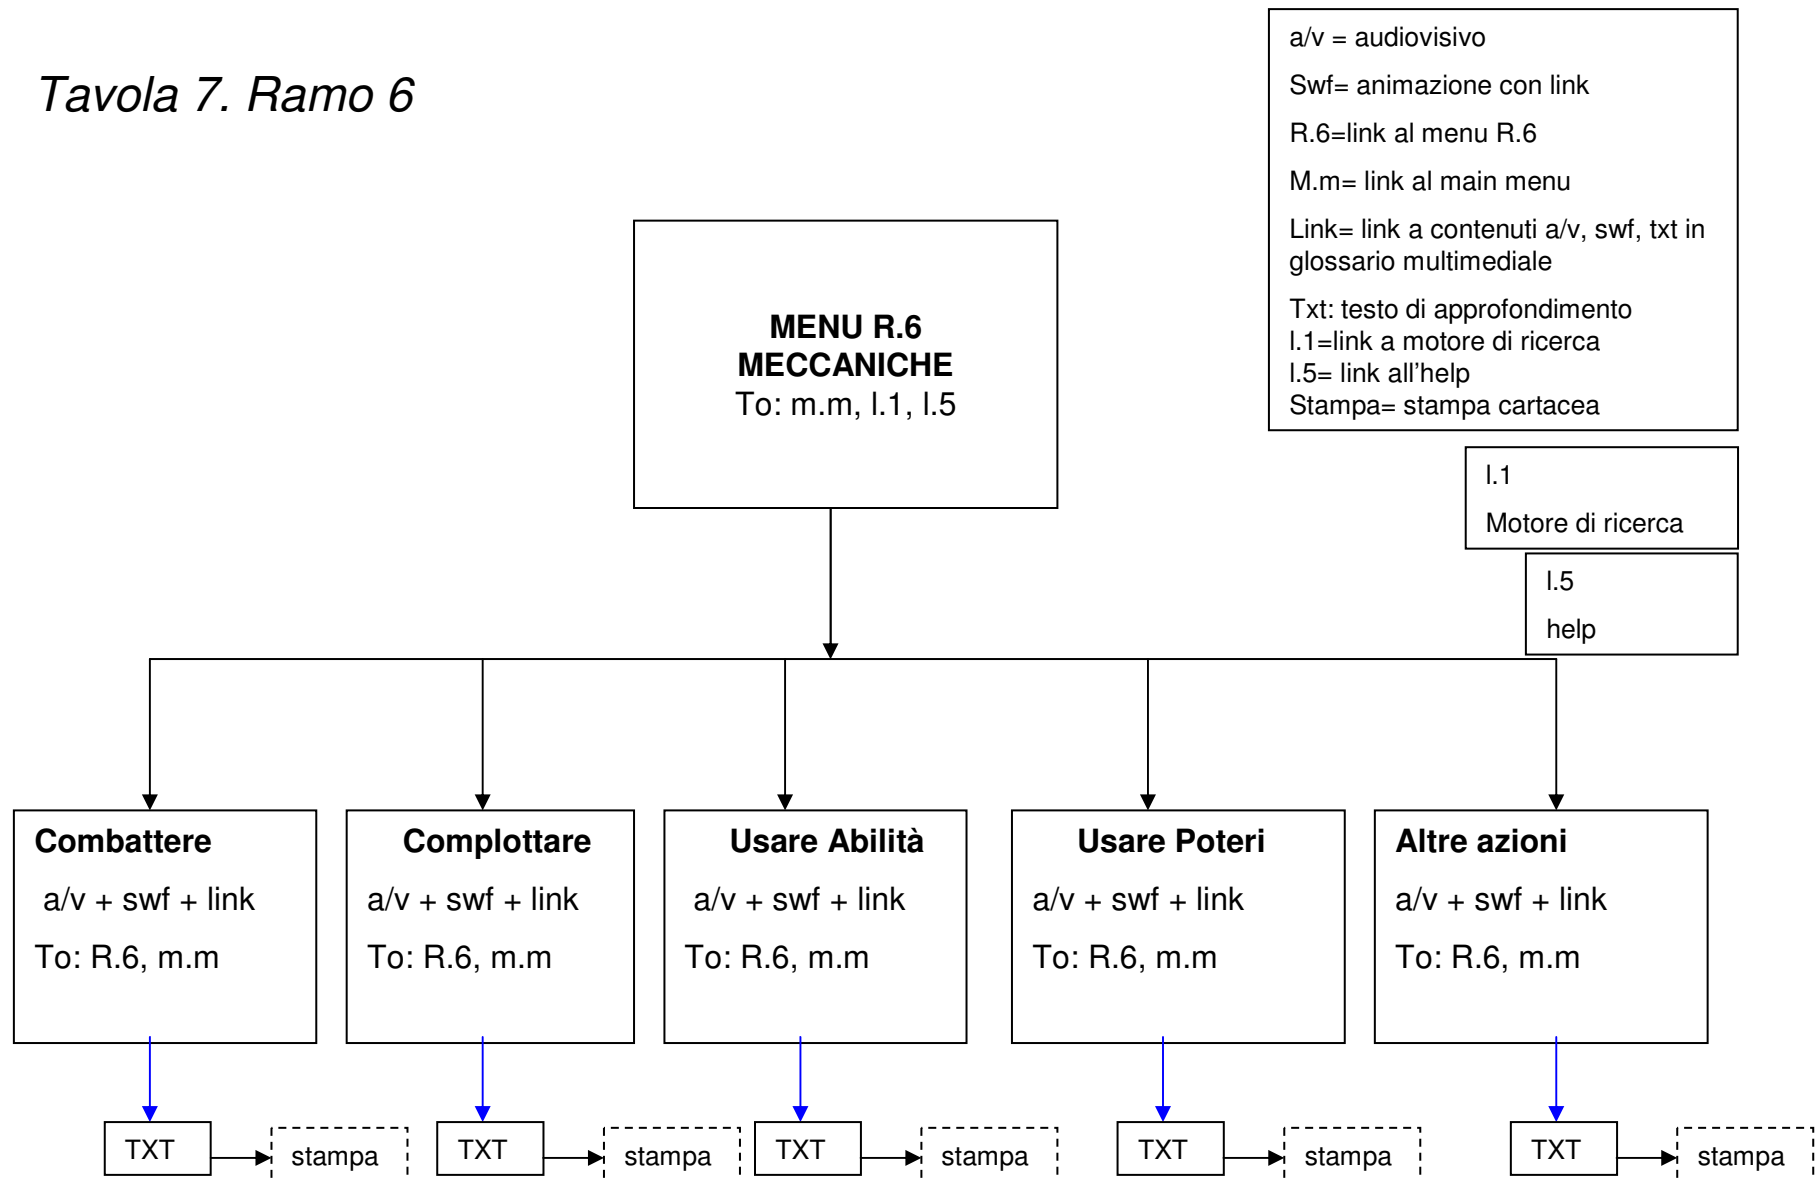 Tavola 7. Ramo 6
a/v = audiovisivo
Swf= animazione con link
R.6=link al menu R.6
M.m= link al main menu
Link= link a contenuti a/v, swf, txt in
glossario multimediale
Txt: testo di approfondimento
l.1=link a motore di ricerca
l.5= link all'help
Stampa= stampa cartacea
l.1
Motore di ricerca
l.5
help
MENU R.6
MECCANICHE
To: m.m, l.1, l.5
Combattere
a/v + swf + link
To: R.6, m.m
Complottare
a/v + swf + link
To: R.6, m.m
Usare Abilità
a/v + swf + link
To: R.6, m.m
Usare Poteri
a/v + swf + link
To: R.6, m.m
Altre azioni
a/v + swf + link
To: R.6, m.m
TXT
stampa
TXT
stampa
TXT
stampa
TXT
stampa
TXT
stampa